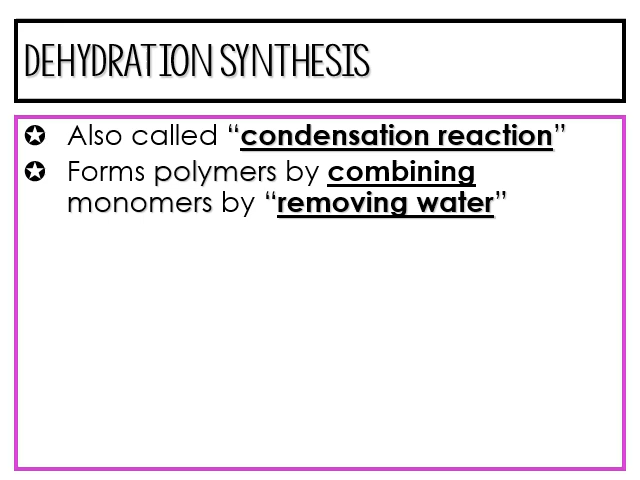 DEHYDRATION SYNTHESIS
✪ Also called “condensation reaction”
✪ Forms polymers by combining
monomers by “removing water”